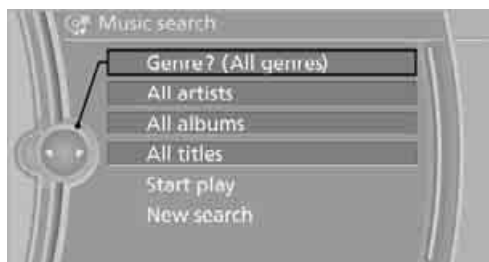 Music search
Genre? (All genres)
All artists
All albums
All titles
Start play
New search